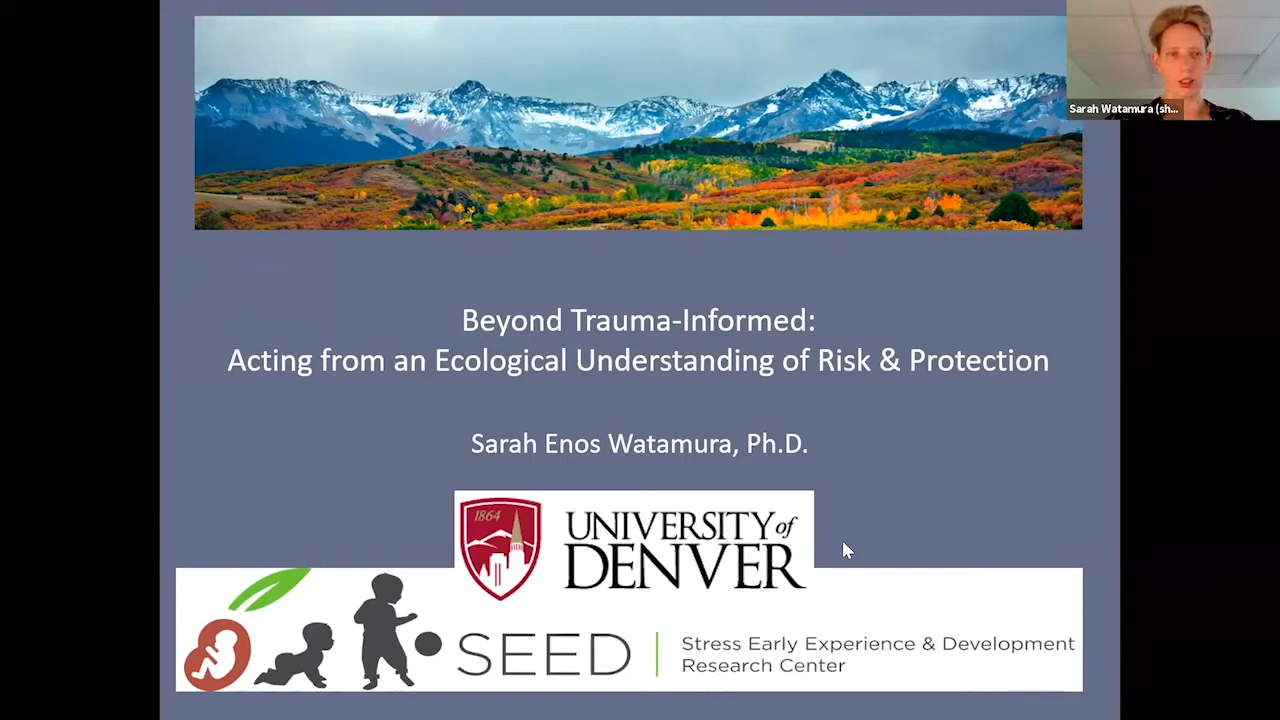 Sarah Watamura (sh...
Beyond Trauma-Informed:
Acting from an Ecological Understanding of Risk & Protection
Sarah Enos Watamura, Ph.D.
1864
UNIVERSITY of
DENVER
SEED
Stress Early Experience & Development
Research Center